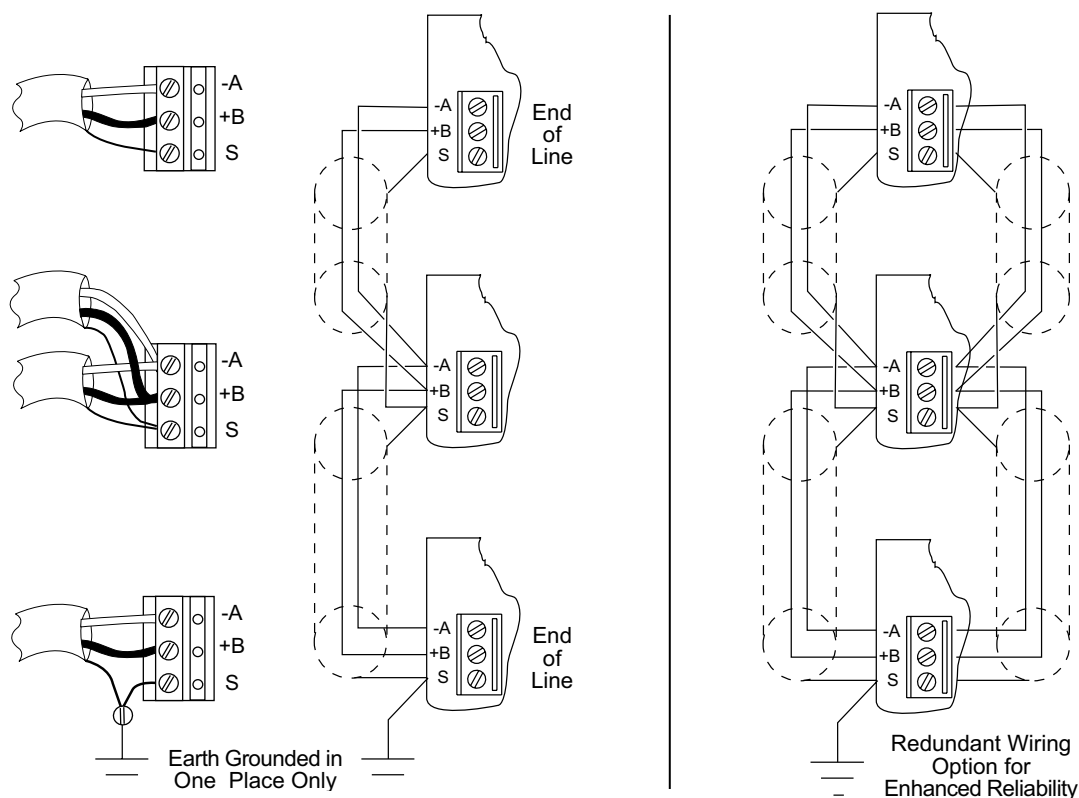 -A
+B
S
-A
+B
S
End
of
Line
-A
+B
S
-A
+B
S
-A
+B
S
-A
+B
S
-A
+B
S
-A
+B
S
End
of
Line
-A
+B
S
Earth Grounded in
One Place Only
Redundant Wiring
Option for
Enhanced Reliability